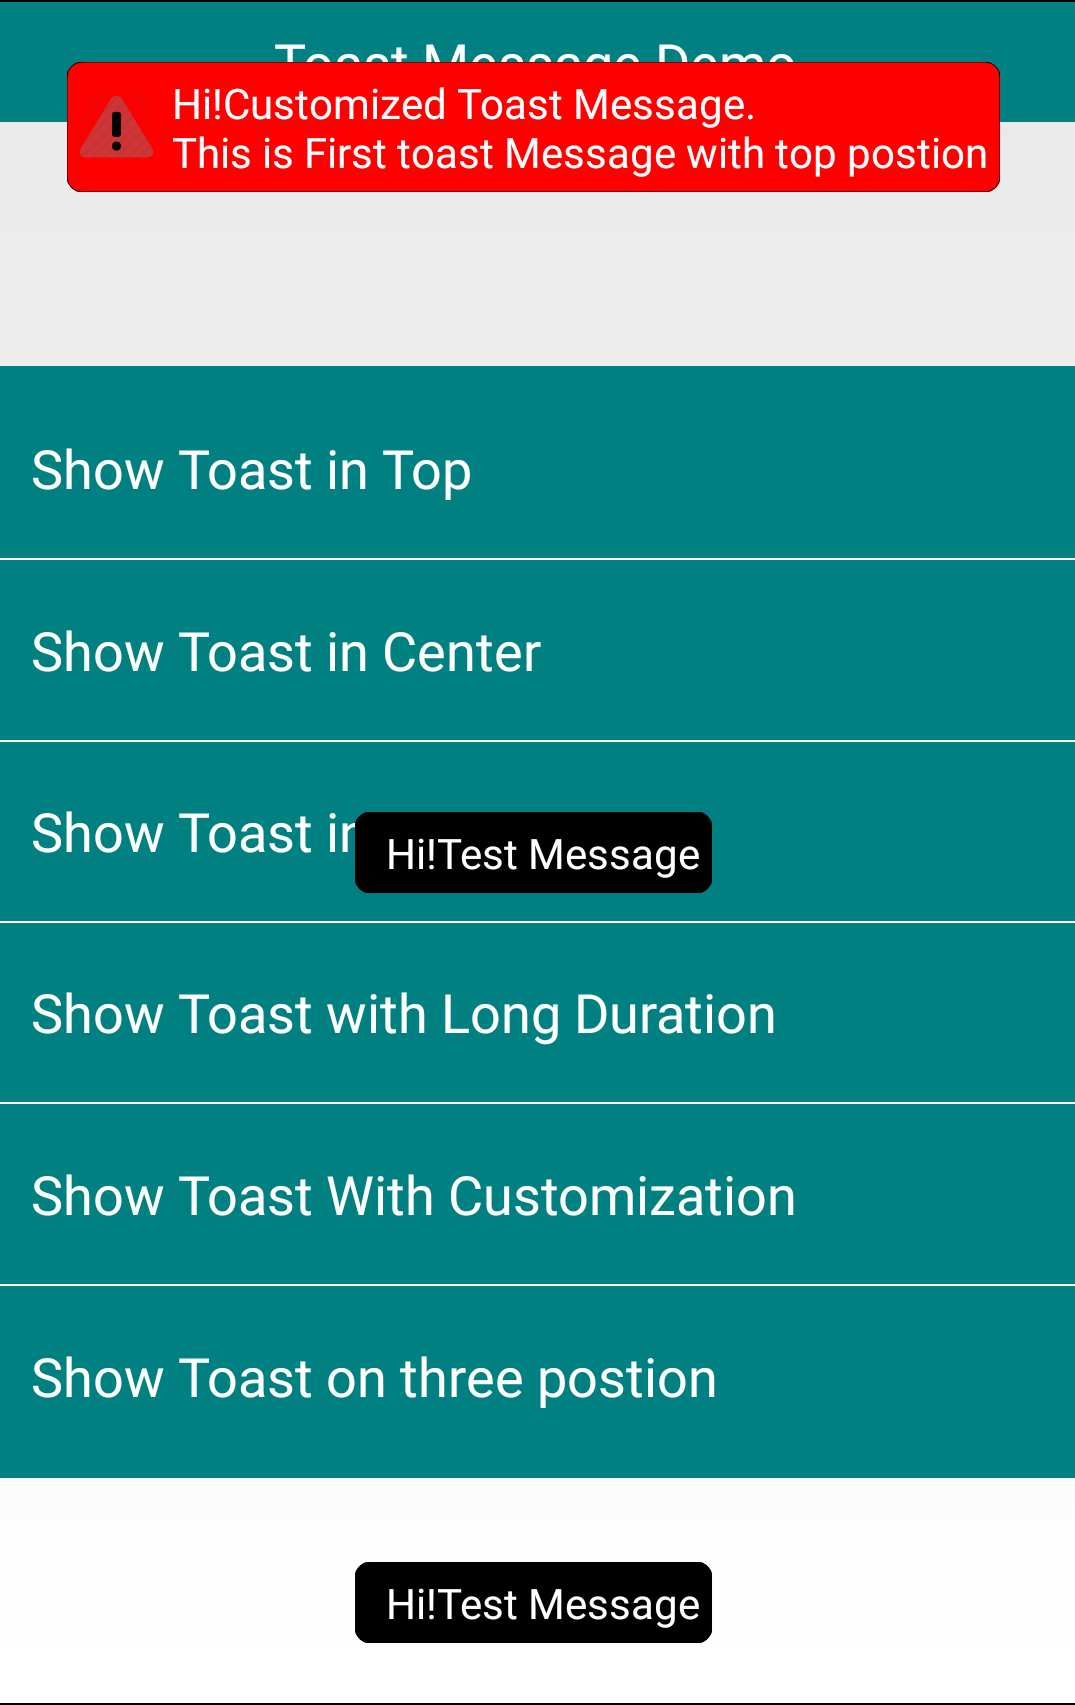 Toast Message Demo
Hi!Customized Toast Message.
This is First toast Message with top postion
Show Toast in Top
Show Toast in Center
Show Toast in
Hi!Test Message
Show Toast with Long Duration
Show Toast With Customization
Show Toast on three postion
Hi!Test Message